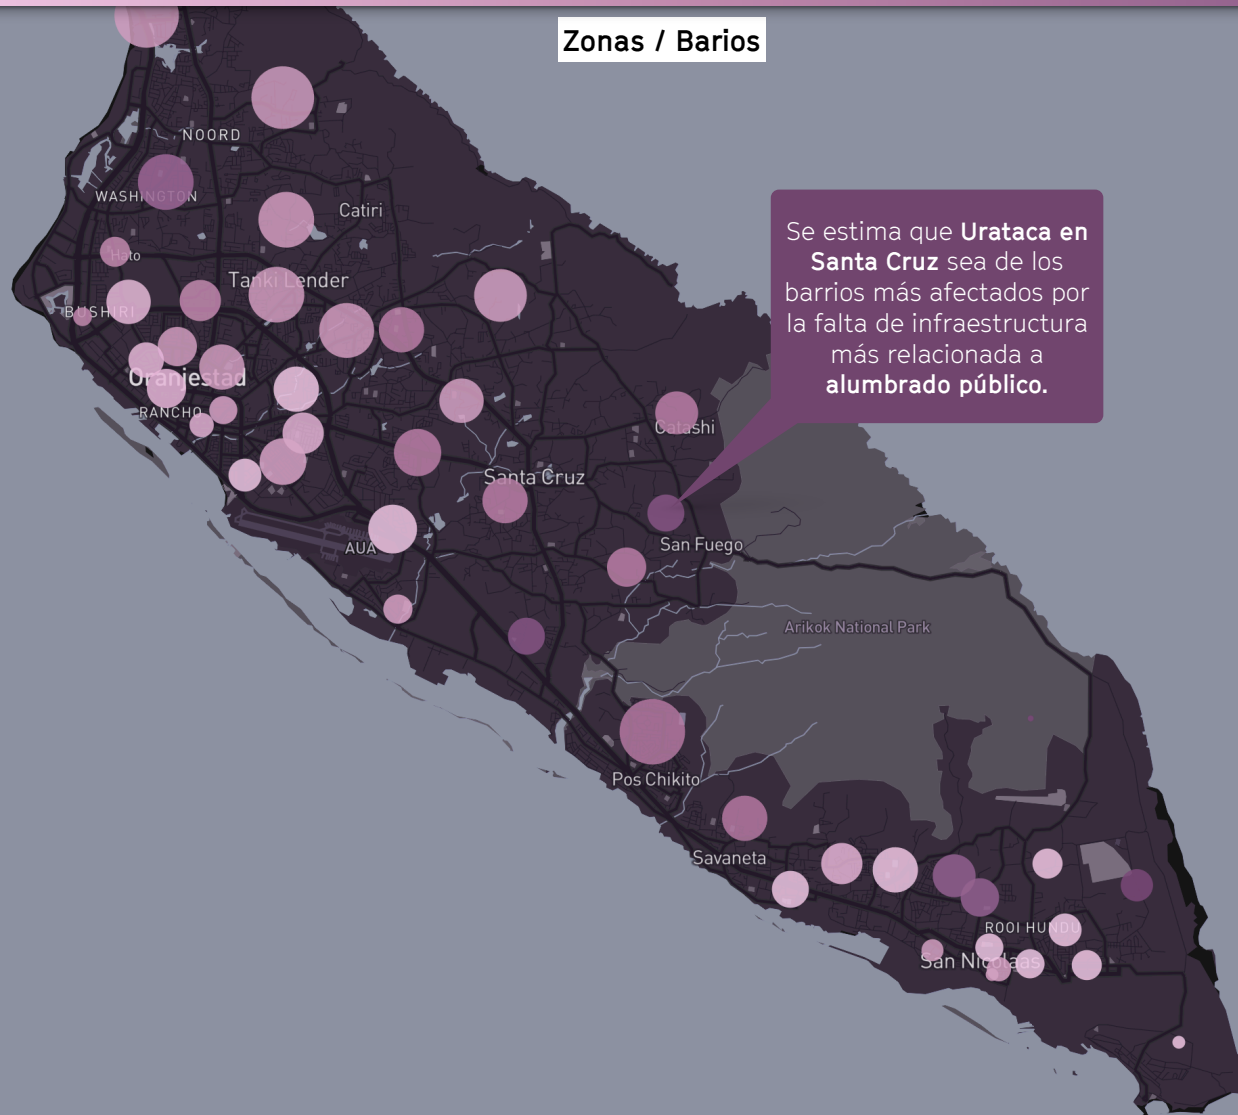 Zonas / Barios
NOORD
WASHINGTON
Catiri
Hato
Tanki Lender
BUSHIRI
Se estima que Urataca en
Santa Cruz sea de los
barrios más afectados por
la falta de infraestructura
más relacionada a
alumbrado público.
Oranjestad
RANCHO
Catashi
Santa Cruz
AUA
San Fuego
Arikok National Park
Pos Chikito
Savaneta
ROOI HUNDU
San Nicolaas